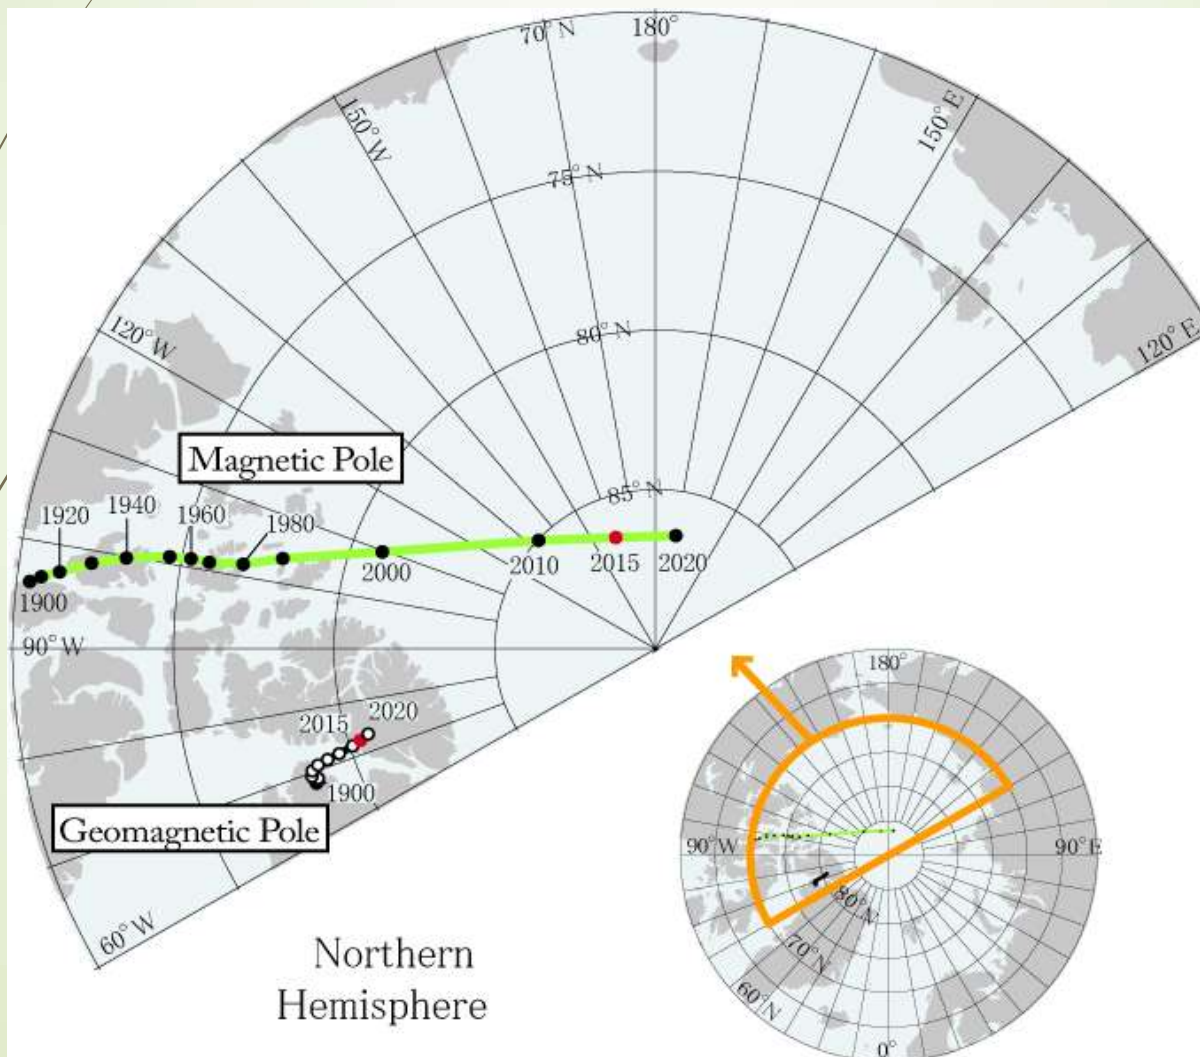 70° N
180°
150° W
150° E
75° N
80° N
120° W
120° E
Magnetic Pole
85° N
1940
1920
1960
1980
2000
2010
2015
2020
1900
90° W
2015
2020
1900
Geomagnetic Pole
60° W
Northern
Hemisphere
180°
90°W
90°E
80°N
70°N
60°N
0°